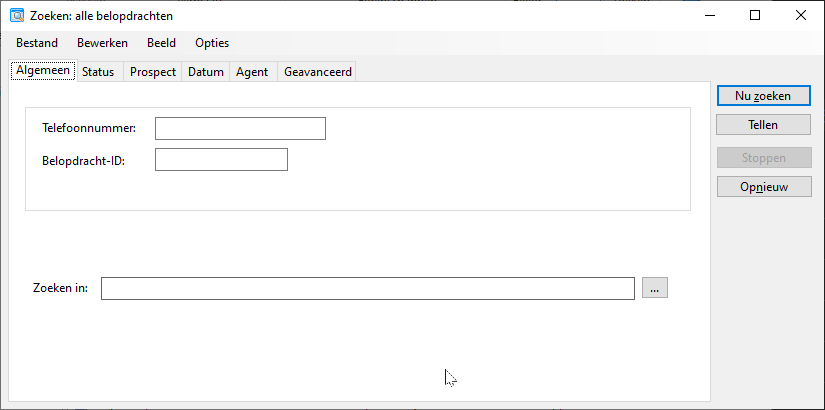 Zoeken: alle belopdrachten
Bestand Bewerken Beeld Opties
Algemeen Status Prospect Datum Agent Geavanceerd
Telefoonnummer:
Belopdracht-ID:
Zoeken in:
...
Nu zoeken
Tellen
Stoppen
Opnieuw